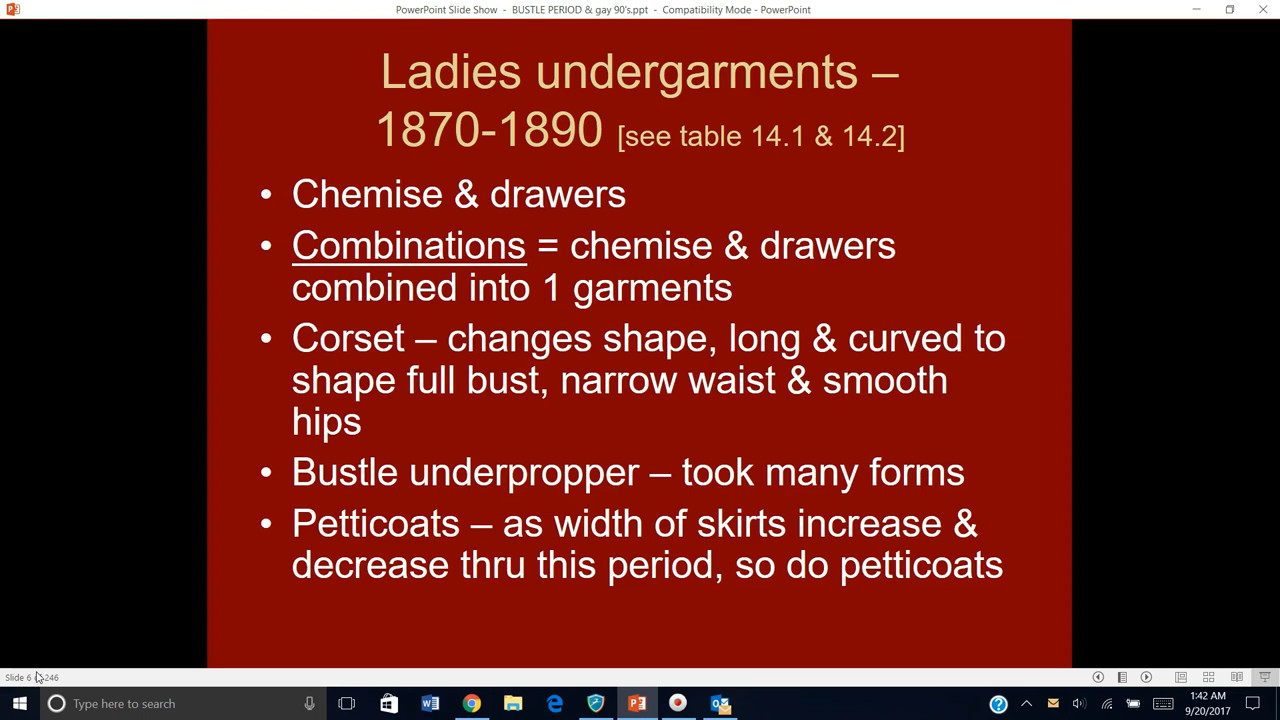 PowerPoint Slide Show - BUSTLE PERIOD & gay 90's.ppt - Compatibility Mode - PowerPoint
Ladies undergarments –
1870-1890 [see table 14.1 & 14.2]
• Chemise & drawers
• Combinations = chemise & drawers
combined into 1 garments
• Corset – changes shape, long & curved to
shape full bust, narrow waist & smooth
hips
• Bustle underpropper – took many forms
• Petticoats – as width of skirts increase &
decrease thru this period, so do petticoats
Slide 6 246
Type here to search
1:42 AM
9/20/2017